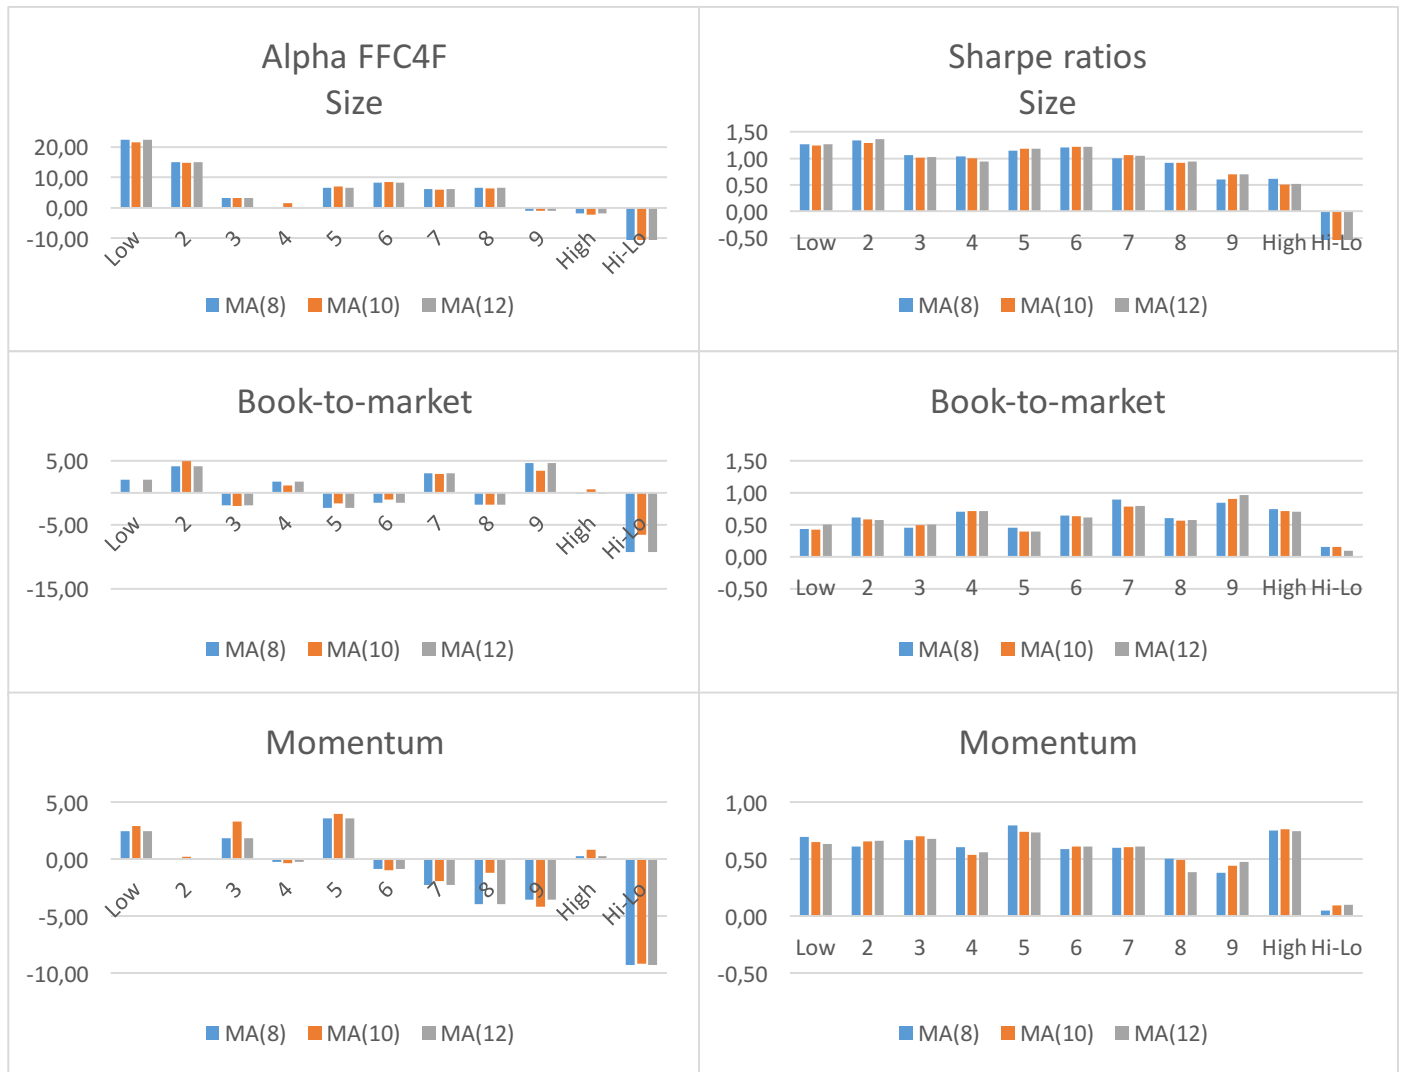 Alpha FFC4F
Size
20,00
10,00
0,00
-10,00
Low 2 3 4 5 6 7 8 9 High Hi-Lo
MA(8) MA(10) MA(12)
Sharpe ratios
Size
1,50
1,00
0,50
0,00
-0,50
Low 2 3 4 5 6 7 8 9 High Hi-Lo
MA(8) MA(10) MA(12)
Book-to-market
5,00
-5,00
-15,00
Low 2 3 4 5 6 7 8 9 High Hi-Lo
MA(8) MA(10) MA(12)
Book-to-market
1,50
1,00
0,50
0,00
-0,50
Low 2 3 4 5 6 7 8 9 High Hi-Lo
MA(8) MA(10) MA(12)
Momentum
5,00
0,00
-5,00
-10,00
Low 2 3 4 5 6 7 8 9 High Hi-Lo
MA(8) MA(10) MA(12)
Momentum
1,00
0,50
0,00
-0,50
Low 2 3 4 5 6 7 8 9 High Hi-Lo
MA(8) MA(10) MA(12)